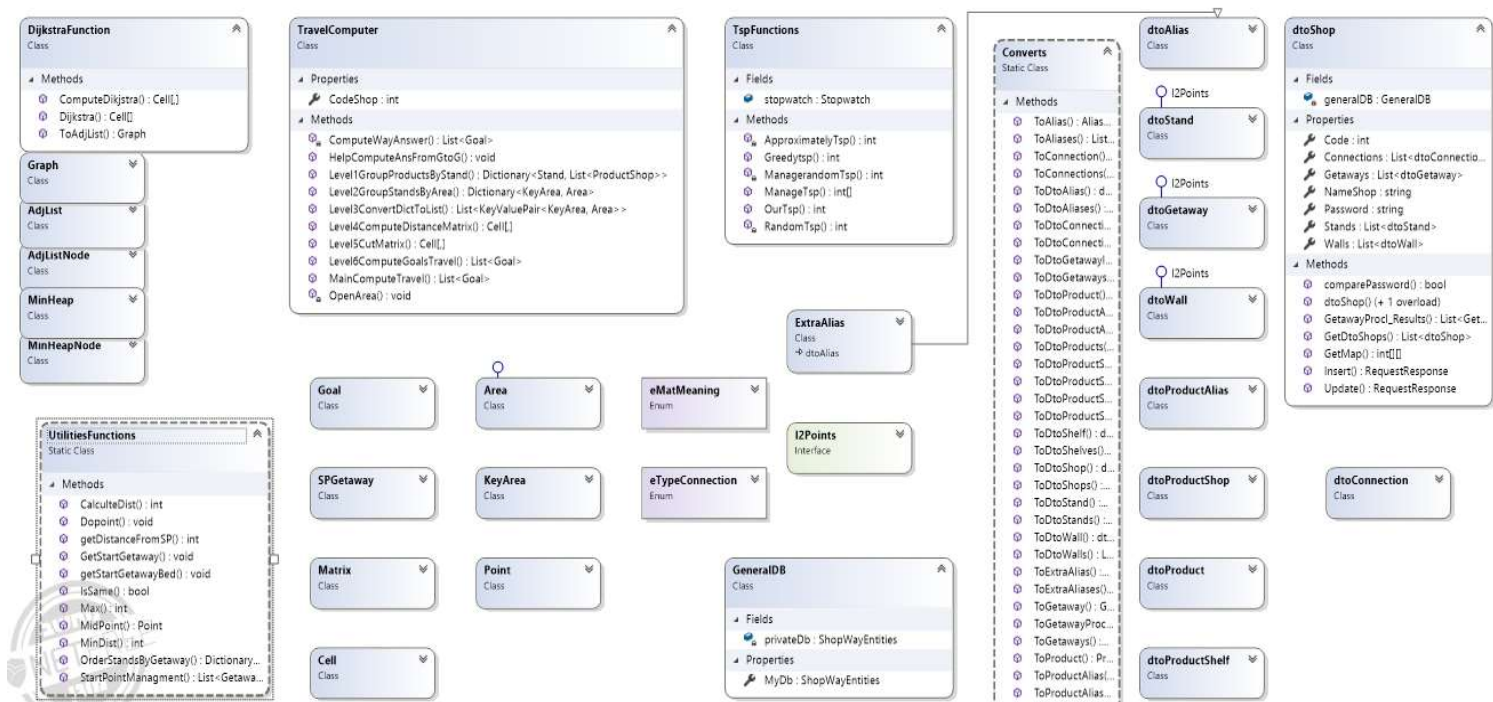 DijkstraFunction
Class
Methods
ComputeDikjstra() : Cell[,]
Dijkstra() : Cell[]
ToAdjList() : Graph
Graph
Class
AdjList
Class
AdjListNode
Class
MinHeap
Class
MinHeapNode
Class
UtilitiesFunctions
Static Class
Methods
CalculteDist() : int
Dopoint() : void
getDistanceFromSP() : int
GetStartGetaway() : void
getStartGetawayBed() : void
IsSame() : bool
Max() : int
MidPoint() : Point
MinDist() : int
OrderStandsByGetaway() : Dictionary...
StartPointManagment() : List<Getawa...
TravelComputer
Class
Properties
CodeShop : int
Methods
ComputeWayAnswer() : List<Goal>
HelpComputeAnsFromGtoG() : void
Level1GroupProductsByStand() : Dictionary<Stand, List<ProductShop>>
Level2GroupStandsByArea() : Dictionary<KeyArea, Area>
Level3ConvertDictToList() : List<KeyValuePair<KeyArea, Area>>
Level4ComputeDistanceMatrix() : Cell[,]
Level5CutMatrix() : Cell[,]
Level6ComputeGoalsTravel() : List<Goal>
MainComputeTravel() : List<Goal>
OpenArea() : void
Goal
Class
SPGetaway
Class
Matrix
Class
Cell
Class
Area
Class
KeyArea
Class
Point
Class
eMatMeaning
Enum
eTypeConnection
Enum
TspFunctions
Class
Fields
stopwatch : Stopwatch
Methods
ApproximatelyTsp() : int
Greedytsp() : int
ManagerandomTsp() : int
ManageTsp() : int[]
OurTsp() : int
RandomTsp() : int
ExtraAlias
Class
dtoAlias
I2Points
Interface
GeneralDB
Class
Fields
privateDb : ShopWayEntities
Properties
MyDb : ShopWayEntities
Converts
Static Class
Methods
ToAlias() : Alias...
ToAliases() : List...
ToConnection()...
ToConnections(...
ToDtoAlias() : d...
ToDtoAliases() :...
ToDtoConnecti...
ToDtoConnecti...
ToDtoGetawayI...
ToDtoGetaways...
ToDtoProduct()...
ToDtoProductA...
ToDtoProductA...
ToDtoProducts(...
ToDtoProductS...
ToDtoProductS...
ToDtoProductS...
ToDtoProductS...
ToDtoShelf() : d...
ToDtoShelves()...
ToDtoShop() : d...
ToDtoShops() :...
ToDtoStand() :...
ToDtoStands() :...
ToDtoWall() : dt...
ToDtoWalls() : L...
ToExtraAlias() :...
ToExtraAliases()...
ToGetaway() : G...
ToGetawayProc...
ToGetaways() :...
ToProduct() : Pr...
ToProductAlias(...
ToProductAlias...
dtoAlias
Class
I2Points
dtoStand
Class
I2Points
dtoGetaway
Class
I2Points
dtoWall
Class
dtoProductAlias
Class
dtoProductShop
Class
dtoProduct
Class
dtoProductShelf
Class
dtoShop
Class
Fields
generalDB : GeneralDB
Properties
Code : int
Connections : List<dtoConnectio...
Getaways : List<dtoGetaway>
NameShop : string
Password : string
Stands : List<dtoStand>
Walls : List<dtoWall>
Methods
comparePassword() : bool
dtoShop() (+ 1 overload)
GetawayProcI_Results() : List<Get...
GetDtoShops() : List<dtoShop>
GetMap() : int[][]
Insert() : RequestResponse
Update() : RequestResponse
dtoConnection
Class